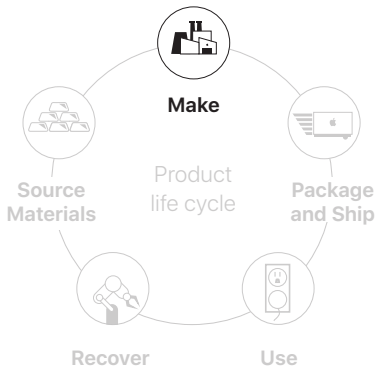 Make
Source
Materials
Product
life cycle
Package
and Ship
Recover
Use